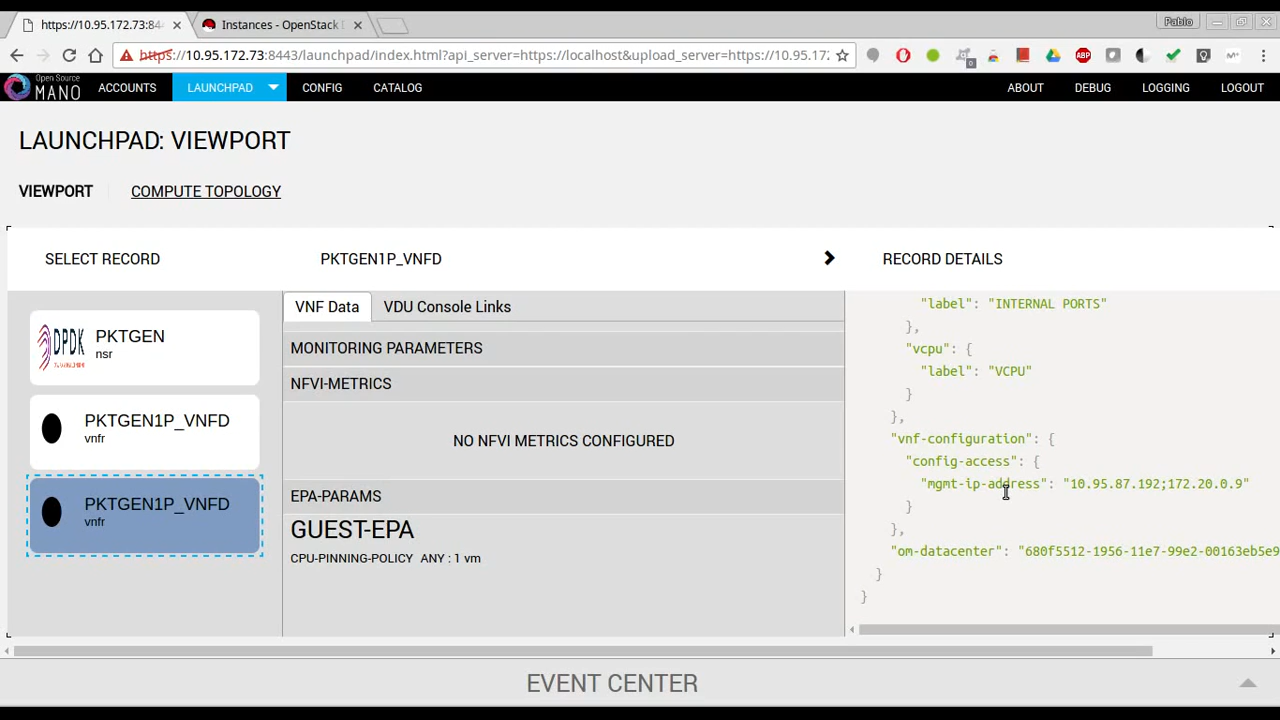 https://10.95.172.73:84
Instances - OpenStack
Pablo
https://10.95.172.73:8443/launchpad/index.html?api_server=https://localhost&upload_server=https://10.95.17
ABP
Open Source
MANO
ACCOUNTS
LAUNCHPAD
CONFIG
CATALOG
ABOUT
DEBUG
LOGGING
LOGOUT
LAUNCHPAD: VIEWPORT
VIEWPORT
COMPUTE TOPOLOGY
SELECT RECORD
PKTGEN1P_VNFD
RECORD DETAILS
DPDK
PKTGEN
nsr
PKTGEN1P_VNFD
vnfr
PKTGEN1P_VNFD
vnfr
VNF Data
VDU Console Links
MONITORING PARAMETERS
NFVI-METRICS
NO NFVI METRICS CONFIGURED
EPA-PARAMS
GUEST-EPA
CPU-PINNING-POLICY ANY : 1 vm
"label": "INTERNAL PORTS"
},
"vcpu": {
"label": "VCPU"
}
},
"vnf-configuration": {
"config-access": {
"mgmt-ip-address": "10.95.87.192;172.20.0.9"
}
},
"om-datacenter": "680f5512-1956-11e7-99e2-00163eb5e9
}
}
EVENT CENTER